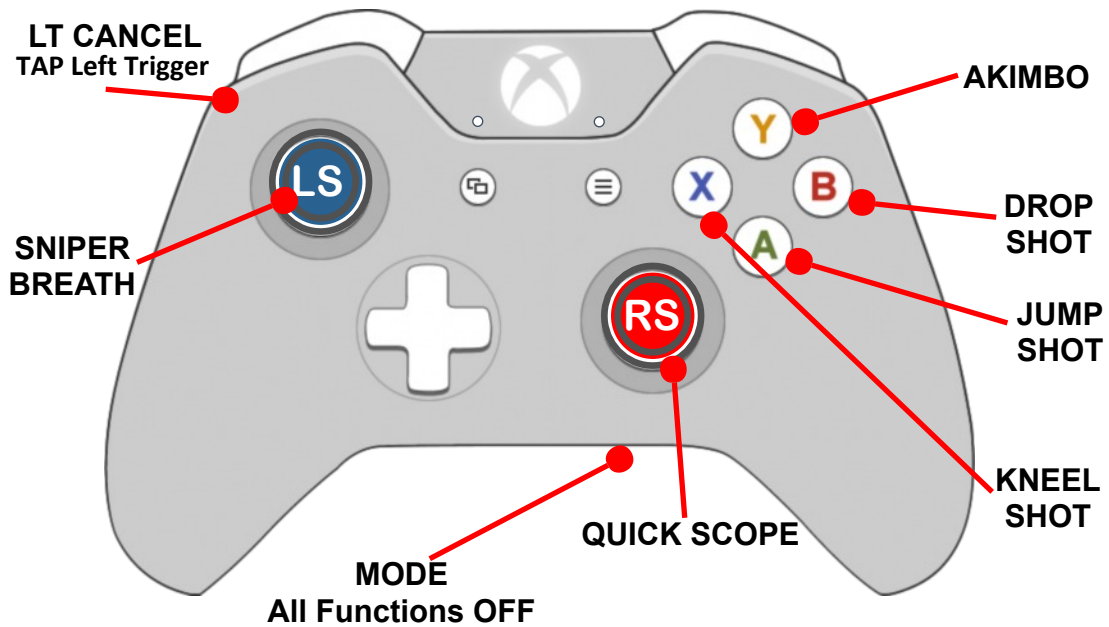 LT CANCEL
TAP Left Trigger
AKIMBO
Y
LS
X
B
DROP
SHOT
SNIPER
BREATH
A
RS
JUMP
SHOT
KNEEL
SHOT
QUICK SCOPE
MODE
All Functions OFF